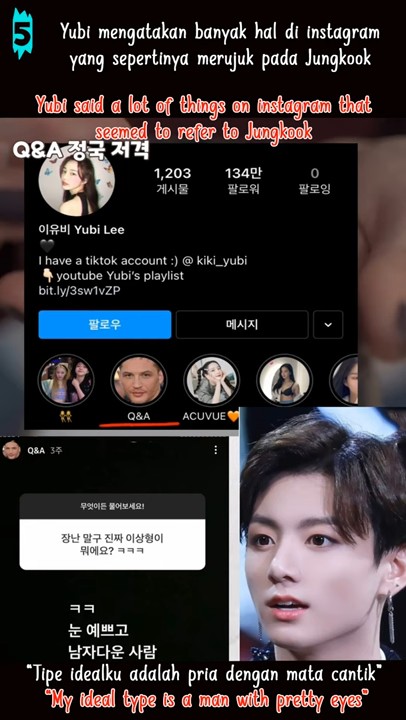 5
Yubi mengatakan banyak hal di instagram
yang sepertinya merujuk pada Jungkook
Yubi said a lot of things on instagram that
seemed to refer to Jungkook
Q&A 정국 저격
1,203 134만 0
게시물 팔로워 팔로잉
이유비 Yubi Lee
🖤
I have a tiktok account :) @ kiki_yubi
👇🏻youtube Yubi's playlist
bit.ly/3sw1vZP
팔로우 메시지
👯 Q&A ACUVUE🧡
Q&A 3주
무엇이든 물어보세요!
장난 말구 진짜 이상형이
뭐에요? ㅋㅋㅋ
ㅋㅋ
눈 예쁘고
남자다운 사람
“Tipe idealku adalah pria dengan mata cantik”
“My ideal type is a man with pretty eyes”